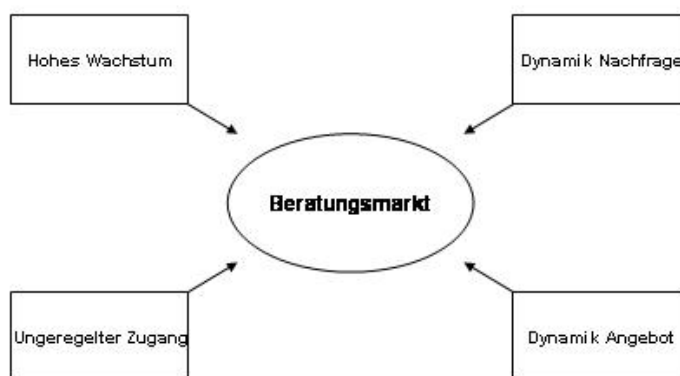 Hohes Wachstum
Dynamik Nachfrage
Beratungsmarkt
Ungeregelter Zugang
Dynamik Angebot